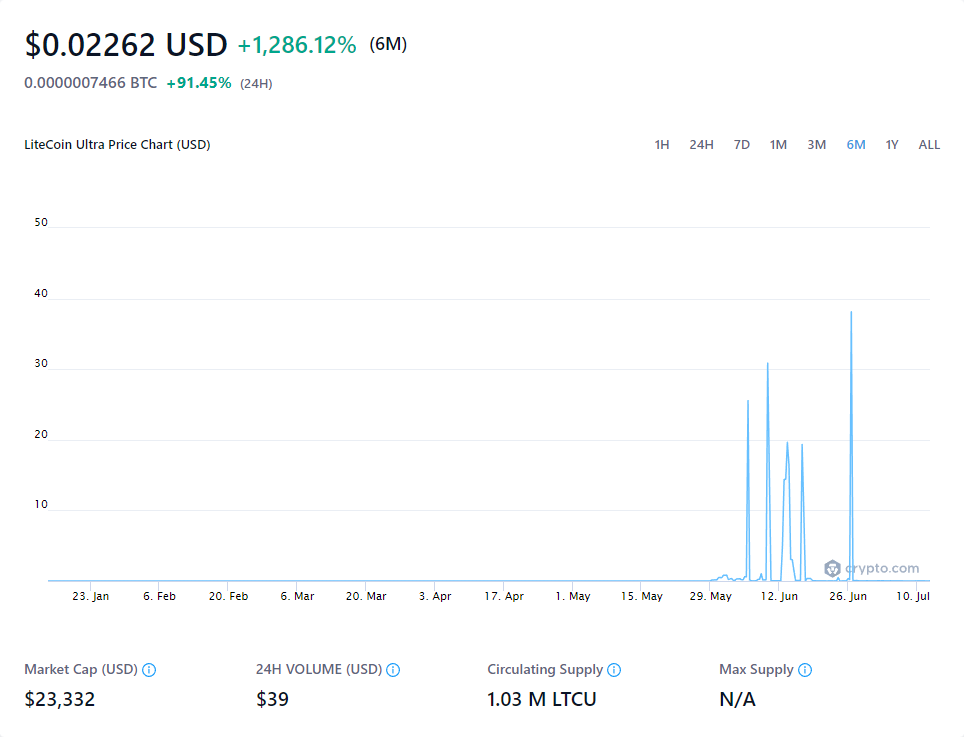 $0.02262 USD +1,286.12% (6M)
0.0000007466 BTC +91.45% (24H)
LiteCoin Ultra Price Chart (USD) 1H 24H 7D 1M 3M 6M 1Y ALL
50
40
30
20
10
crypto.com
23. Jan 6. Feb 20. Feb 6. Mar 20. Mar 3. Apr 17. Apr 1. May 15. May 29. May 12. Jun 26. Jun 10. Jul
Market Cap (USD) 24H VOLUME (USD) Circulating Supply Max Supply
$23,332 $39 1.03 M LTCU N/A